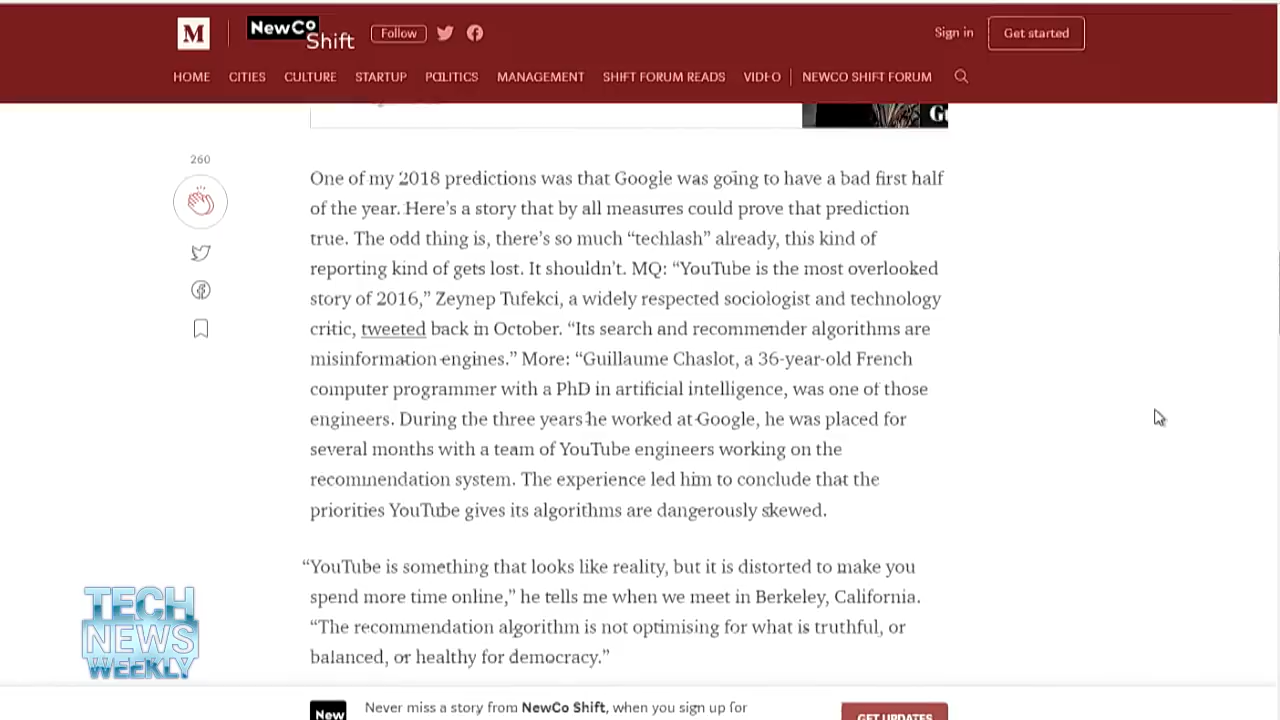 M
NewCo
Shift
Follow
Sign in
Get started
HOME CITIES CULTURE STARTUP POLITICS MANAGEMENT SHIFT FORUM READS VIDEO NEWCO SHIFT FORUM
260
One of my 2018 predictions was that Google was going to have a bad first half
of the year. Here's a story that by all measures could prove that prediction
true. The odd thing is, there's so much “techlash” already, this kind of
reporting kind of gets lost. It shouldn't. MQ: “YouTube is the most overlooked
story of 2016,” Zeynep Tufekci, a widely respected sociologist and technology
critic, tweeted back in October. “Its search and recommender algorithms are
misinformation engines.” More: “Guillaume Chaslot, a 36-year-old French
computer programmer with a PhD in artificial intelligence, was one of those
engineers. During the three years he worked at Google, he was placed for
several months with a team of YouTube engineers working on the
recommendation system. The experience led him to conclude that the
priorities YouTube gives its algorithms are dangerously skewed.
“YouTube is something that looks like reality, but it is distorted to make you
spend more time online,” he tells me when we meet in Berkeley, California.
“The recommendation algorithm is not optimising for what is truthful, or
balanced, or healthy for democracy.”
TECH
NEWS
WEEKLY
New
Never miss a story from NewCo Shift, when you sign up for
GET UPDATES